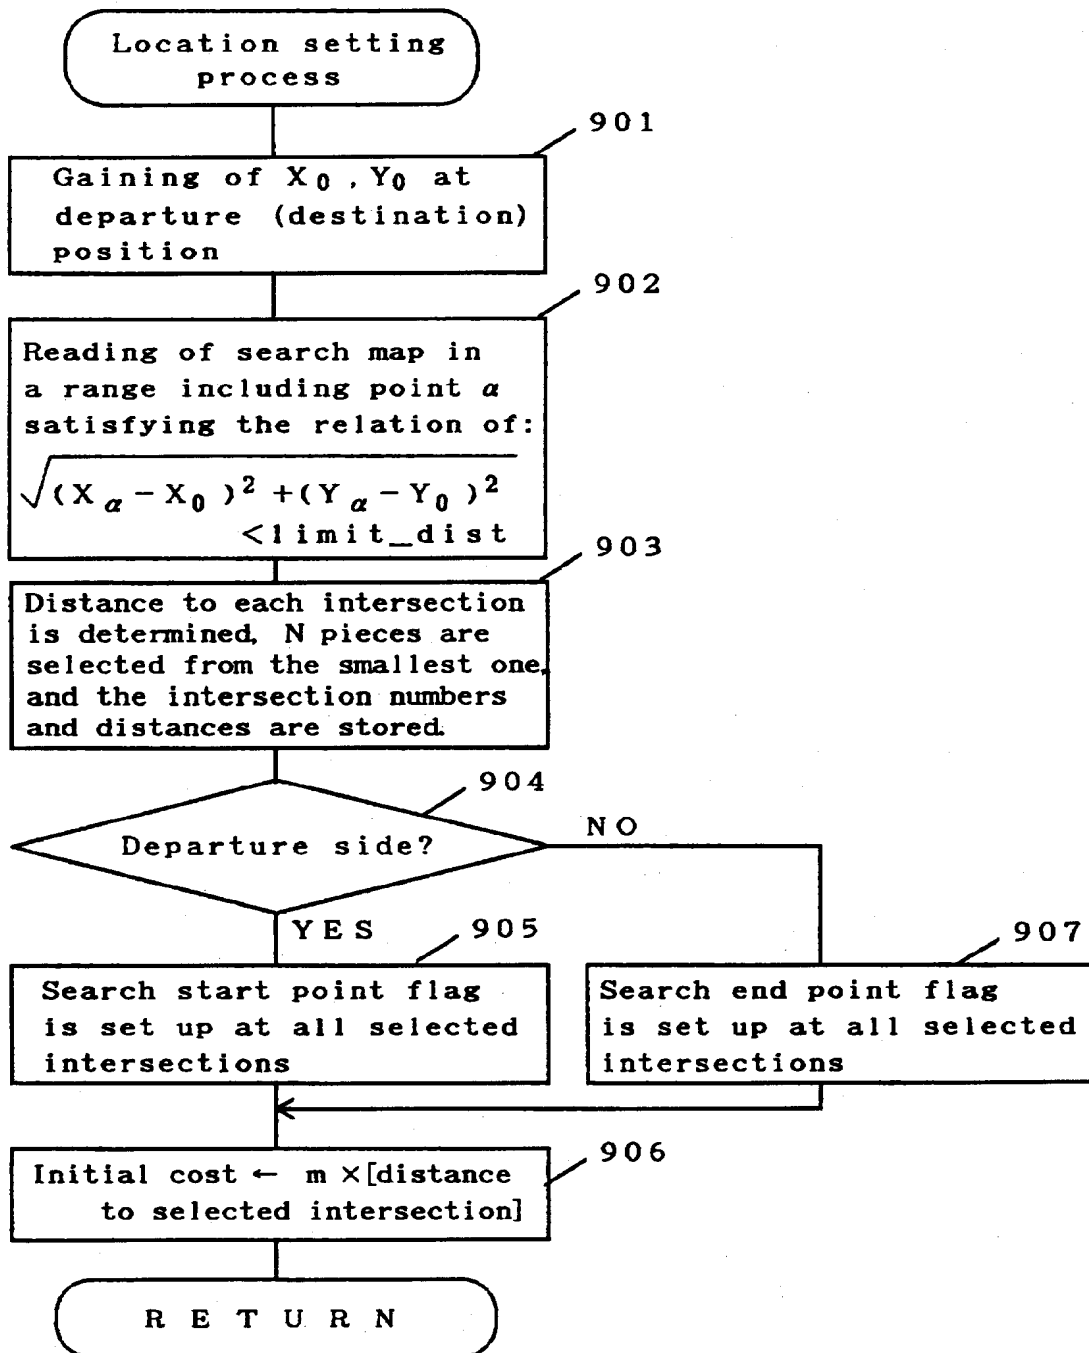 Location setting
process
901
Gaining of X₀, Y₀ at
departure (destination)
position
902
Reading of search map in
a range including point α
satisfying the relation of:
√(X_α − X₀)² + (Y_α − Y₀)²
<limit_dist
903
Distance to each intersection
is determined, N pieces are
selected from the smallest one,
and the intersection numbers
and distances are stored.
904
Departure side?
NO
YES
905
907
Search start point flag
is set up at all selected
intersections
Search end point flag
is set up at all selected
intersections
906
Initial cost ← m ×[distance
to selected intersection]
RETURN